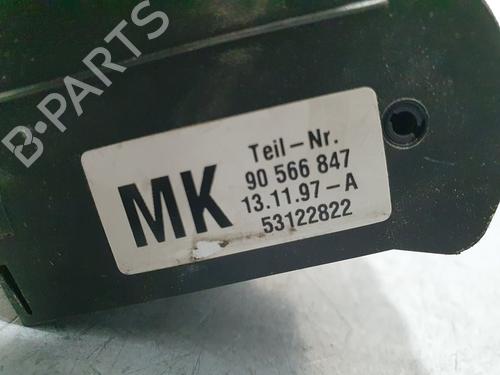 B-PARTS
MK
Teil-Nr.
90 566 847
13.11.97-A
53122822